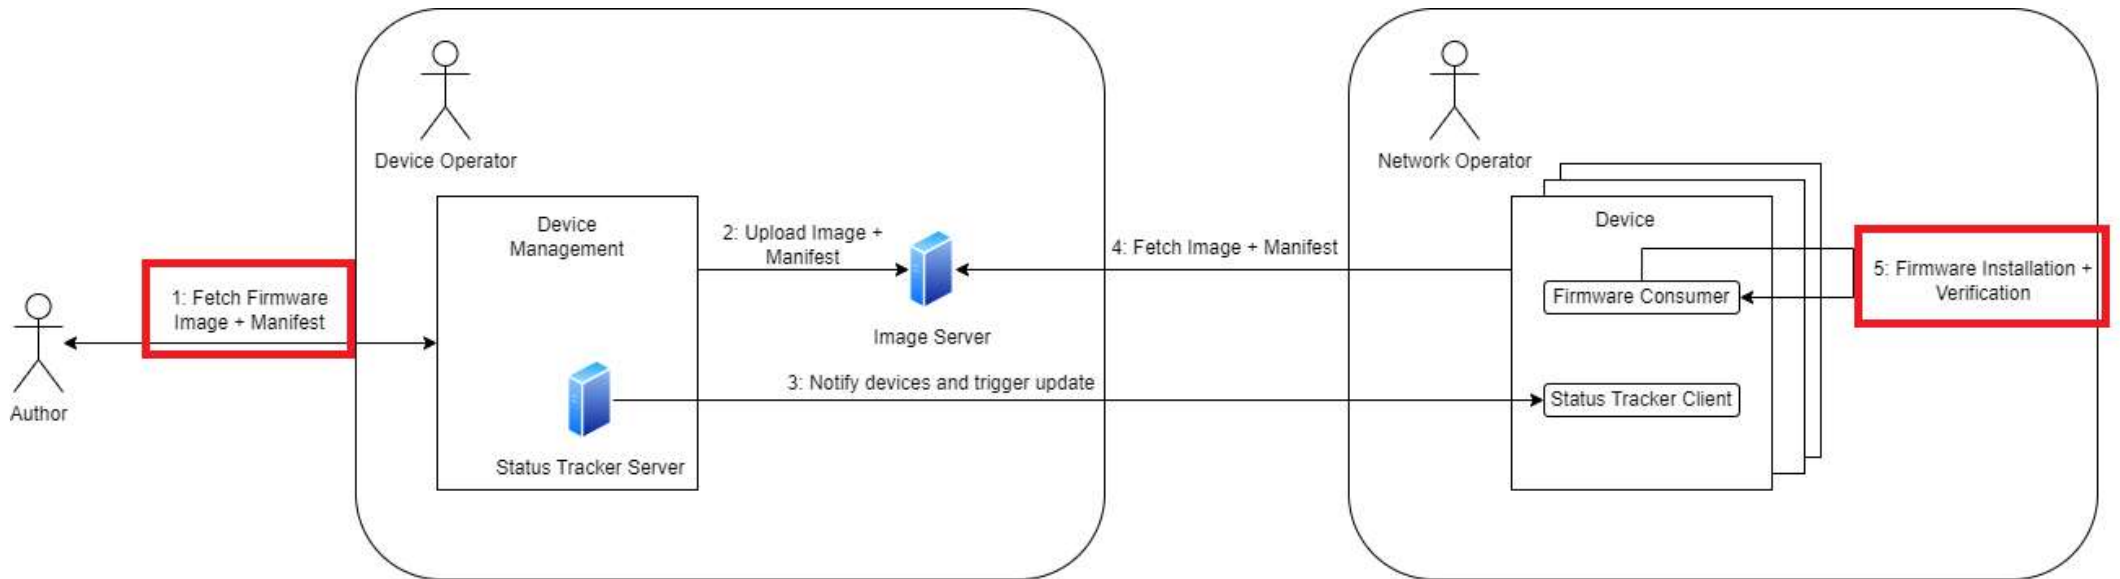 Device Operator
Network Operator
Device
Management
2: Upload Image +
Manifest
4: Fetch Image + Manifest
Device
1: Fetch Firmware
Image + Manifest
Firmware Consumer
5: Firmware Installation +
Verification
Image Server
3: Notify devices and trigger update
Status Tracker Client
Author
Status Tracker Server